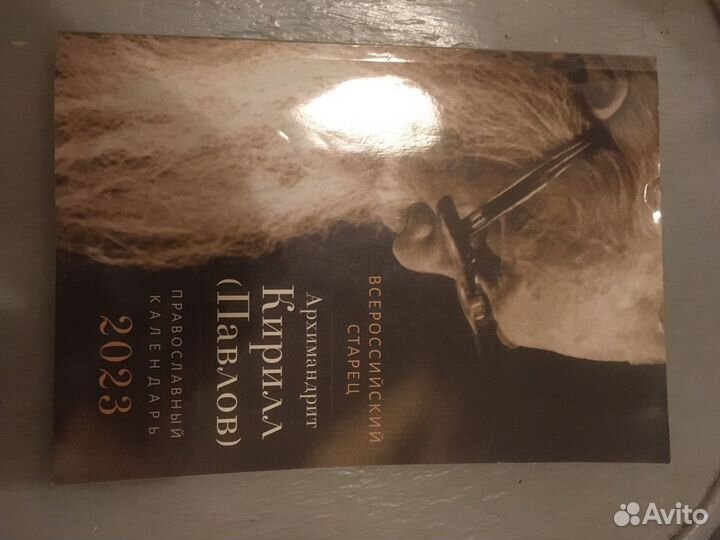 ВСЕРОССИЙСКИЙ
СТАРЕЦ
Архимандрит
Кирилл
(Павлов)
ПРАВОСЛАВНЫЙ
КАЛЕНДАРЬ
2023
Avito